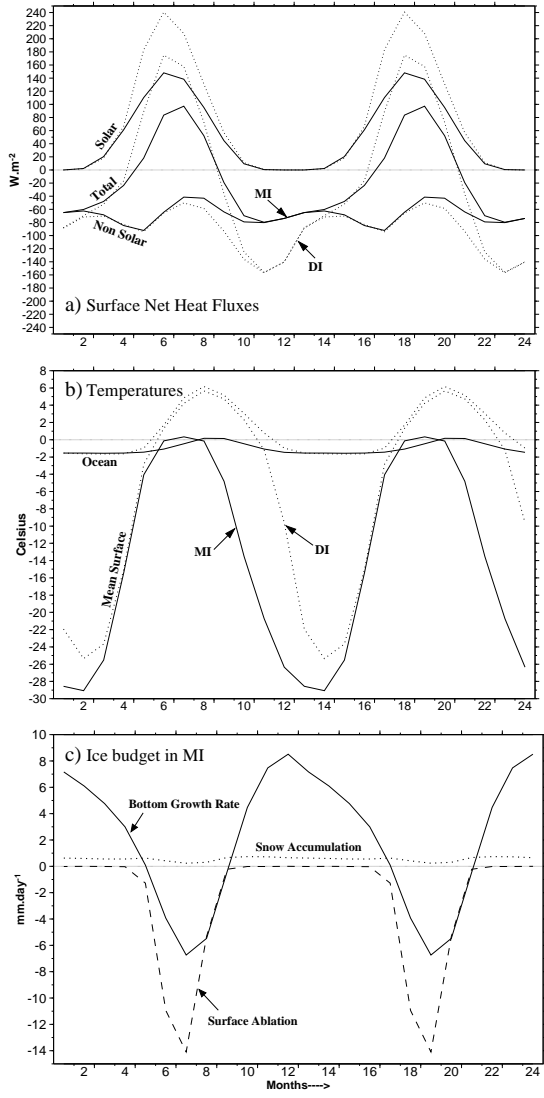 240
220
200
180
160
140
120
100
80
60
40
20
0
-20
-40
-60
-80
-100
-120
-140
-160
-180
-200
-220
-240
W.m-2
Solar
Total
Non Solar
MI
DI
a) Surface Net Heat Fluxes
2 4 6 8 10 12 14 16 18 20 22 24
8
6
4
2
0
-2
-4
-6
-8
-10
-12
-14
-16
-18
-20
-22
-24
-26
-28
-30
Celsius
b) Temperatures
Ocean
Mean Surface
MI
DI
2 4 6 8 10 12 14 16 18 20 22 24
10
8
6
4
2
0
-2
-4
-6
-8
-10
-12
-14
mm.day-1
c) Ice budget in MI
Bottom Growth Rate
Snow Accumulation
Surface Ablation
2 4 6 8 10 12 14 16 18 20 22 24
Months---->